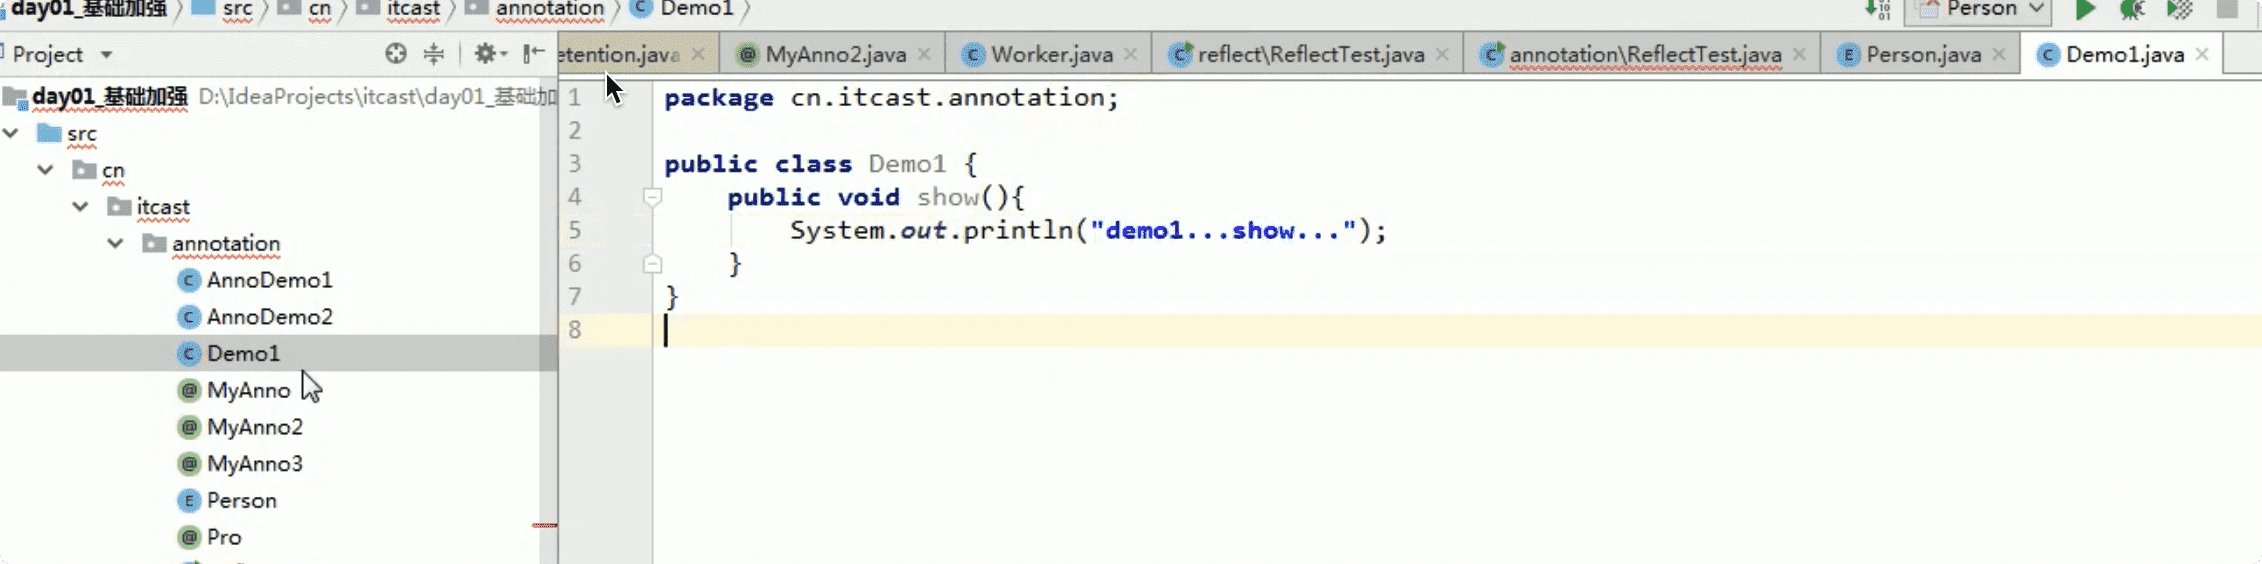 day01_基础加强 src cn itcast annotation Demo1
Person
Project
etention.java MyAnno2.java Worker.java reflect\ReflectTest.java annotation\ReflectTest.java Person.java Demo1.java
day01_基础加强 D:\IdeaProjects\itcast\day01_基础加
src
cn
itcast
annotation
AnnoDemo1
AnnoDemo2
Demo1
MyAnno
MyAnno2
MyAnno3
Person
Pro
1 package cn.itcast.annotation;
2
3 public class Demo1 {
4 public void show(){
5 System.out.println("demo1...show...");
6 }
7 }
8